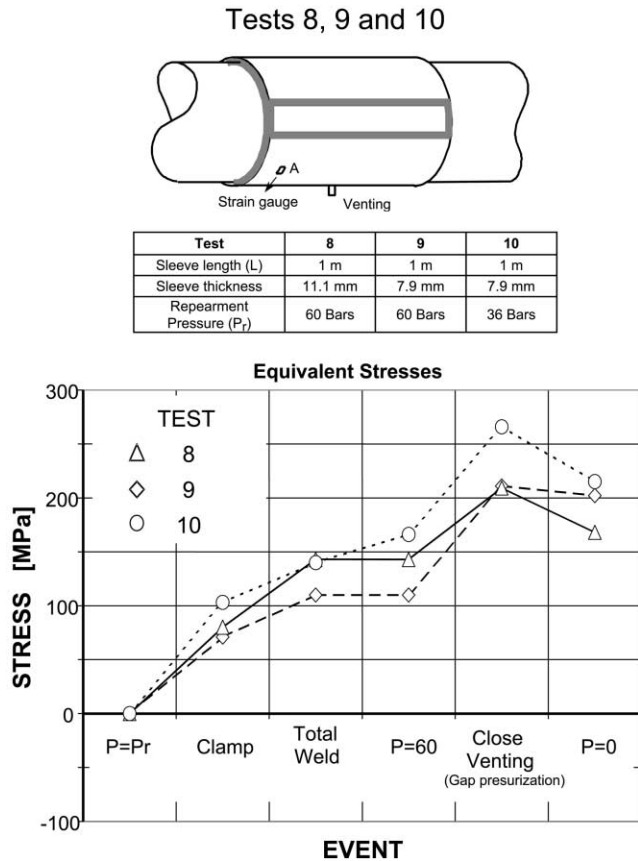 Tests 8, 9 and 10
A
Strain gauge
Venting
Test 8 9 10
Sleeve length (L) 1 m 1 m 1 m
Sleeve thickness 11.1 mm 7.9 mm 7.9 mm
Repearment
Pressure (Pr) 60 Bars 60 Bars 36 Bars
Equivalent Stresses
300
200
100
0
-100
STRESS [MPa]
TEST
8
9
10
P=Pr
Clamp
Total
Weld
P=60
Close
Venting
(Gap presurization)
P=0
EVENT